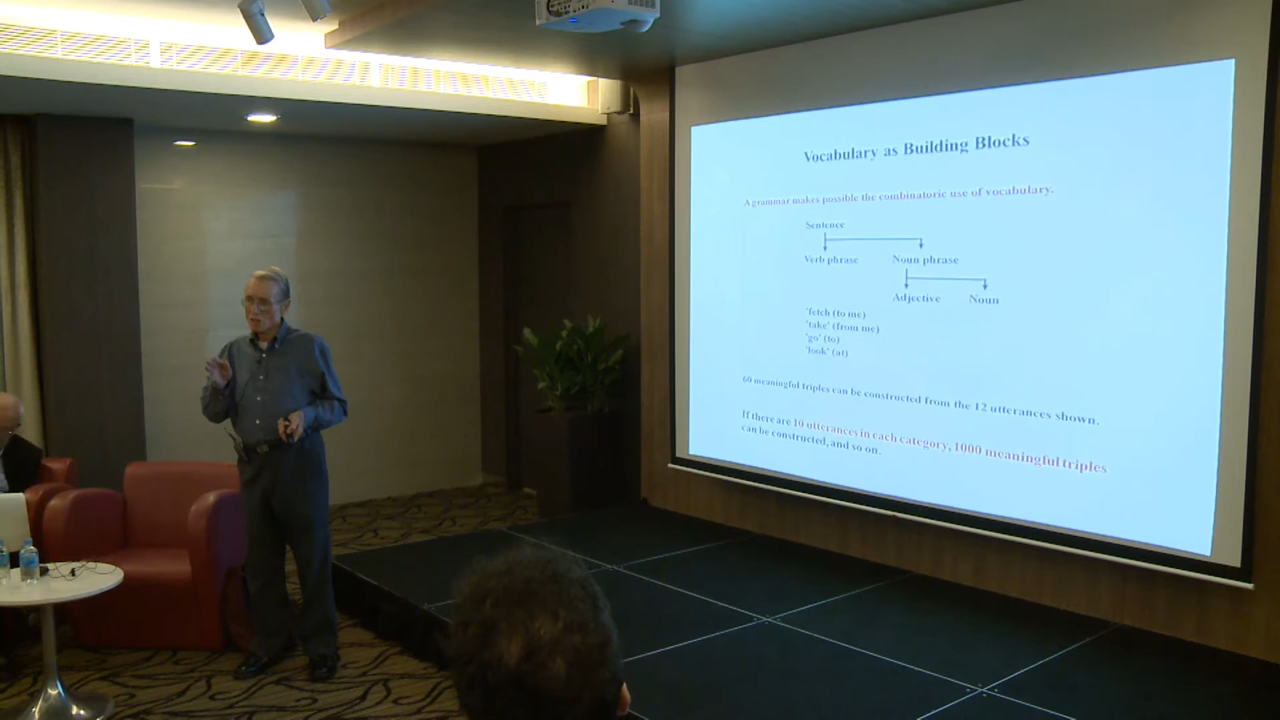 Vocabulary as Building Blocks
A grammar makes possible the combinatoric use of vocabulary.
Sentence
Verb phrase Noun phrase
Adjective Noun
'fetch (to me)
'take' (from me)
'go' (to)
'look' (at)
60 meaningful triples can be constructed from the 12 utterances shown.
If there are 10 utterances in each category, 1000 meaningful triples
can be constructed, and so on.